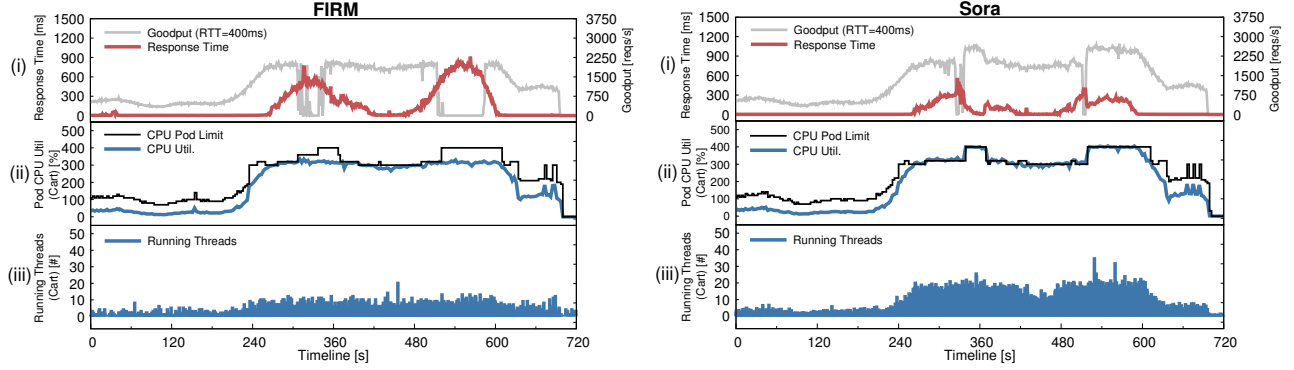 FIRM
(i)
Response Time [ms]
1500
1200
900
600
300
0
Goodput (RTT=400ms)
Response Time
3750
3000
2250
1500
750
0
Goodput [reqs/s]
(ii)
Pod CPU Util
(Cart) [%]
500
400
300
200
100
0
CPU Pod Limit
CPU Util.
(iii)
Running Threads
(Cart) [#]
50
40
30
20
10
0
Running Threads
0 120 240 360 480 600 720
Timeline [s]
Sora
(i)
Response Time [ms]
1500
1200
900
600
300
0
Goodput (RTT=400ms)
Response Time
3750
3000
2250
1500
750
0
Goodput [reqs/s]
(ii)
Pod CPU Util
(Cart) [%]
500
400
300
200
100
0
CPU Pod Limit
CPU Util.
(iii)
Running Threads
(Cart) [#]
50
40
30
20
10
0
Running Threads
0 120 240 360 480 600 720
Timeline [s]